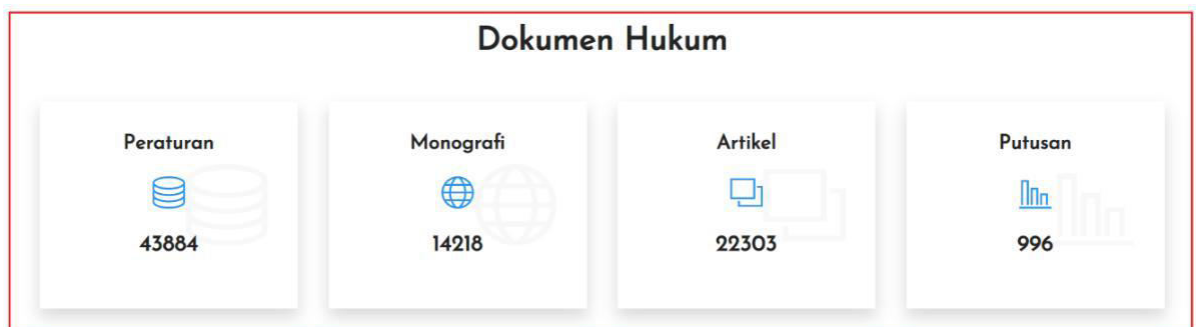 Dokumen Hukum
Peraturan Monografi Artikel Putusan
43884 14218 22303 996